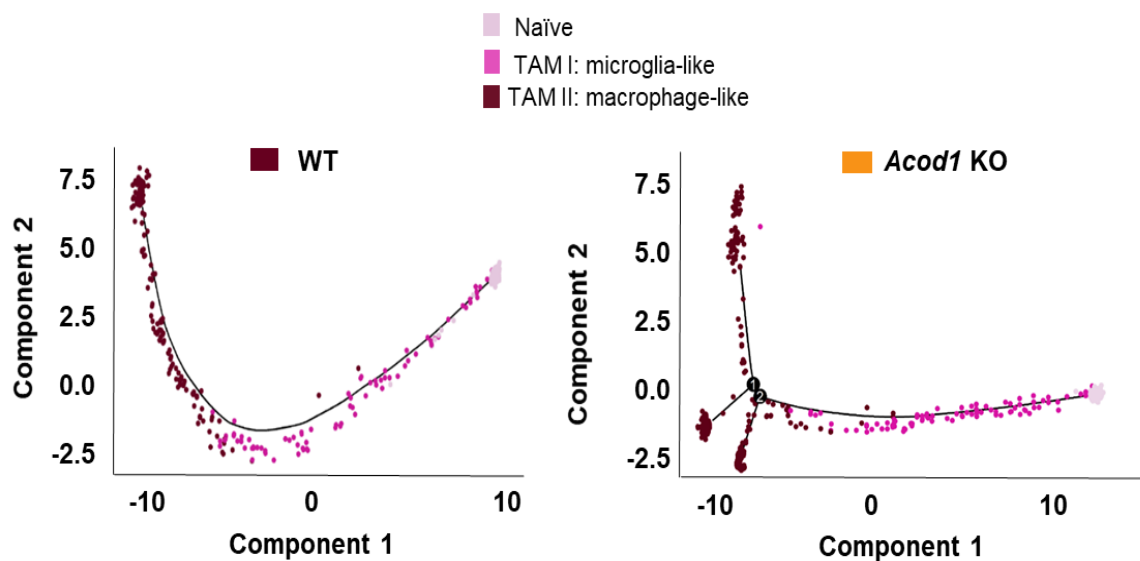 Naïve
TAM I: microglia-like
TAM II: macrophage-like
WT
7.5
5.0
2.5
0.0
-2.5
Component 2
-10 0 10
Component 1
Acod1 KO
7.5
5.0
2.5
0.0
-2.5
Component 2
1
2
-10 0 10
Component 1